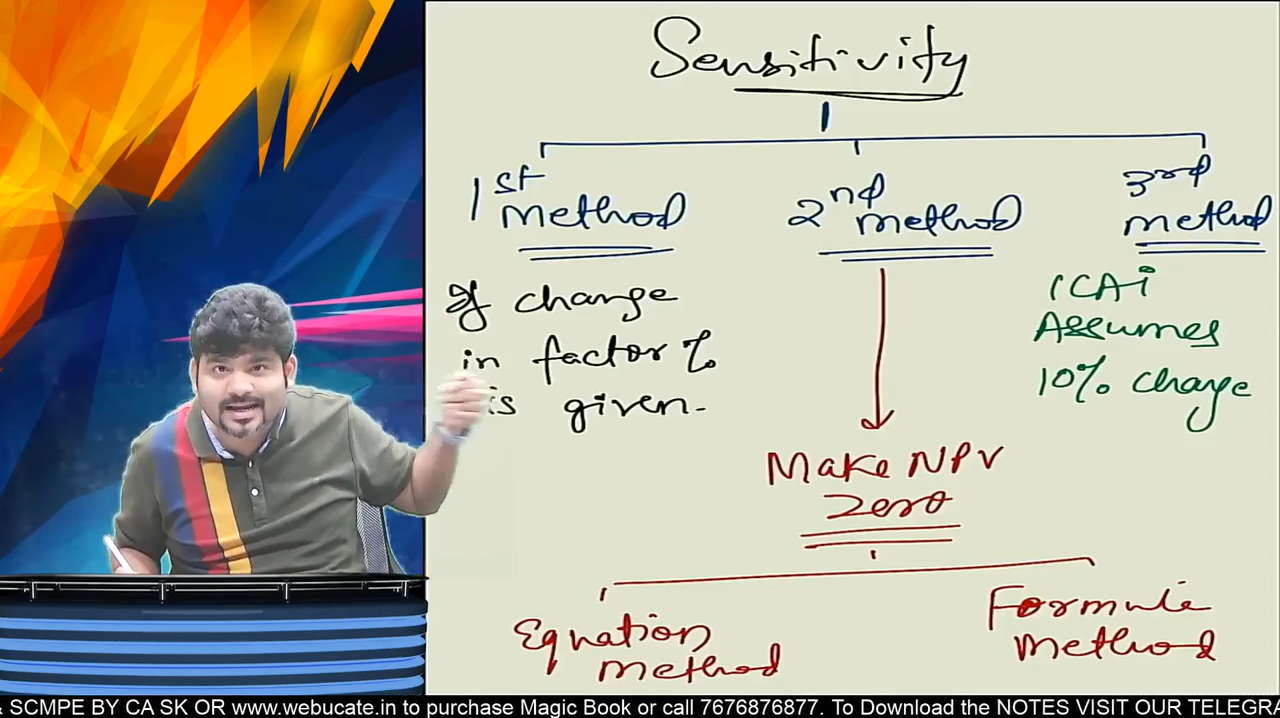 Sensitivity
1st method
2nd method
3rd method
If change
in factor %
is given.
ICAi
Assumes
10% change
Make NPV
Zero
Equation
method
Formula
method
& SCMPE BY CA SK OR www.webucate.in to purchase Magic Book or call 7676876877. To Download the NOTES VISIT OUR TELEGRA